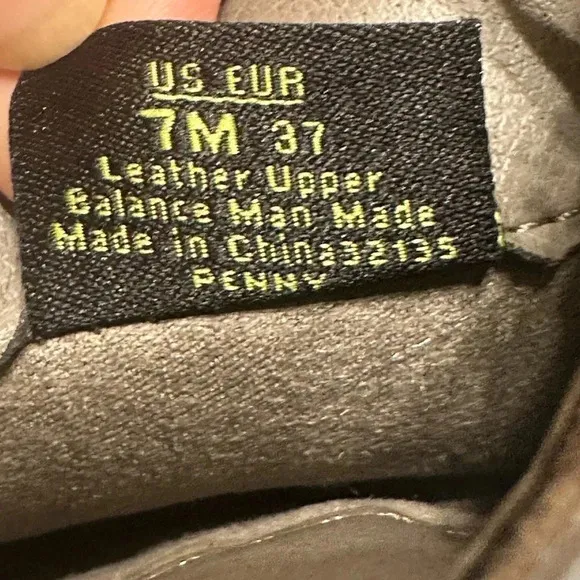 US EUR
7M 37
Leather Upper
Balance Man Made
Made in China32135
PENNY